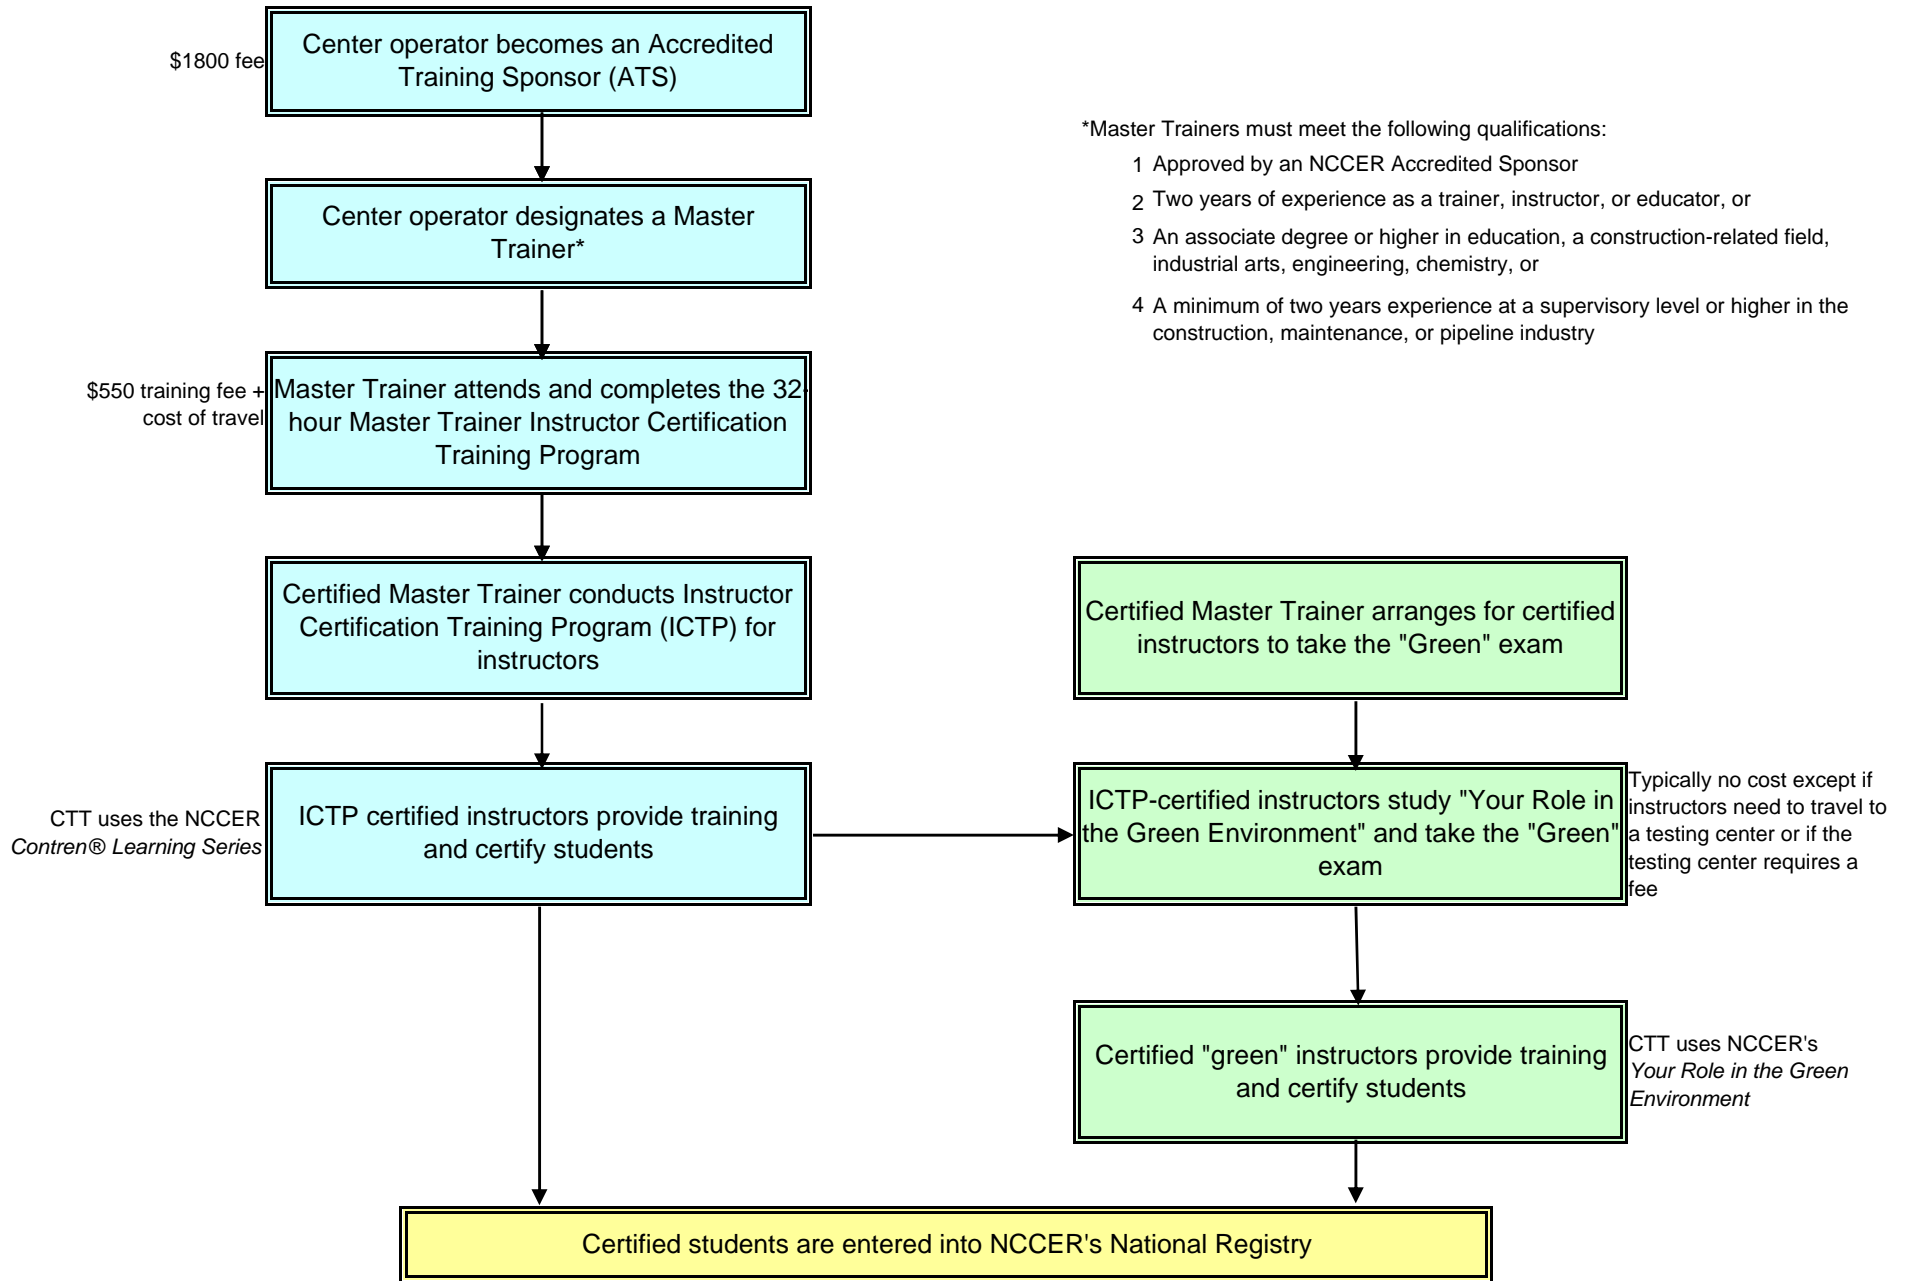 $1800 fee
Center operator becomes an Accredited
Training Sponsor (ATS)
*Master Trainers must meet the following qualifications:
1 Approved by an NCCER Accredited Sponsor
2 Two years of experience as a trainer, instructor, or educator, or
3 An associate degree or higher in education, a construction-related field,
industrial arts, engineering, chemistry, or
4 A minimum of two years experience at a supervisory level or higher in the
construction, maintenance, or pipeline industry
Center operator designates a Master
Trainer*
$550 training fee +
cost of travel
Master Trainer attends and completes the 32-
hour Master Trainer Instructor Certification
Training Program
Certified Master Trainer conducts Instructor
Certification Training Program (ICTP) for
instructors
Certified Master Trainer arranges for certified
instructors to take the "Green" exam
CTT uses the NCCER
Contren® Learning Series
ICTP certified instructors provide training
and certify students
ICTP-certified instructors study "Your Role in
the Green Environment" and take the "Green"
exam
Typically no cost except if
instructors need to travel to
a testing center or if the
testing center requires a
fee
Certified "green" instructors provide training
and certify students
CTT uses NCCER's
Your Role in the Green
Environment
Certified students are entered into NCCER's National Registry